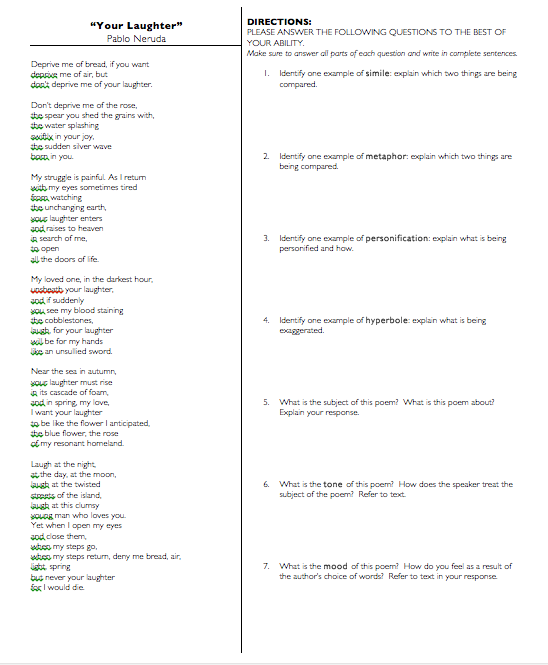 “Your Laughter”
Pablo Neruda
Deprive me of bread, if you want
deprive me of air, but
don't deprive me of your laughter.
Don't deprive me of the rose,
the spear you shed the grains with,
the water splashing
swiftly in your joy,
the sudden silver wave
born in you.
My struggle is painful. As I return
with my eyes sometimes tired
from watching
the unchanging earth,
your laughter enters
and raises to heaven
in search of me,
to open
all the doors of life.
My loved one, in the darkest hour,
unsheath your laughter,
and if suddenly
you see my blood staining
the cobblestones,
laugh, for your laughter
will be for my hands
like an unsullied sword.
Near the sea in autumn,
your laughter must rise
in its cascade of foam,
and in spring, my love,
I want your laughter
to be like the flower I anticipated,
the blue flower, the rose
of my resonant homeland.
Laugh at the night,
at the day, at the moon,
laugh at the twisted
streets of the island,
laugh at this clumsy
young man who loves you.
Yet when I open my eyes
and close them,
when my steps go,
when my steps return, deny me bread, air,
light, spring
but never your laughter
for I would die.
DIRECTIONS:
PLEASE ANSWER THE FOLLOWING QUESTIONS TO THE BEST OF
YOUR ABILITY.
Make sure to answer all parts of each question and write in complete sentences.
1. Identify one example of simile: explain which two things are being
compared.
2. Identify one example of metaphor: explain which two things are
being compared.
3. Identify one example of personification: explain what is being
personified and how.
4. Identify one example of hyperbole: explain what is being
exaggerated.
5. What is the subject of this poem? What is this poem about?
Explain your response.
6. What is the tone of this poem? How does the speaker treat the
subject of the poem? Refer to text.
7. What is the mood of this poem? How do you feel as a result of
the author's choice of words? Refer to text in your response.